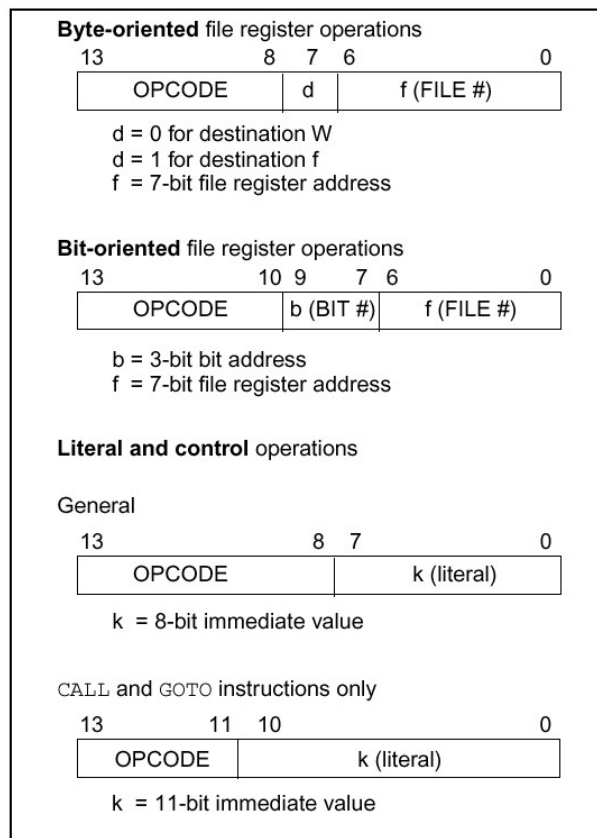 Byte-oriented file register operations
13 8 7 6 0
OPCODE d f (FILE #)
d = 0 for destination W
d = 1 for destination f
f = 7-bit file register address
Bit-oriented file register operations
13 10 9 7 6 0
OPCODE b (BIT #) f (FILE #)
b = 3-bit bit address
f = 7-bit file register address
Literal and control operations
General
13 8 7 0
OPCODE k (literal)
k = 8-bit immediate value
CALL and GOTO instructions only
13 11 10 0
OPCODE k (literal)
k = 11-bit immediate value